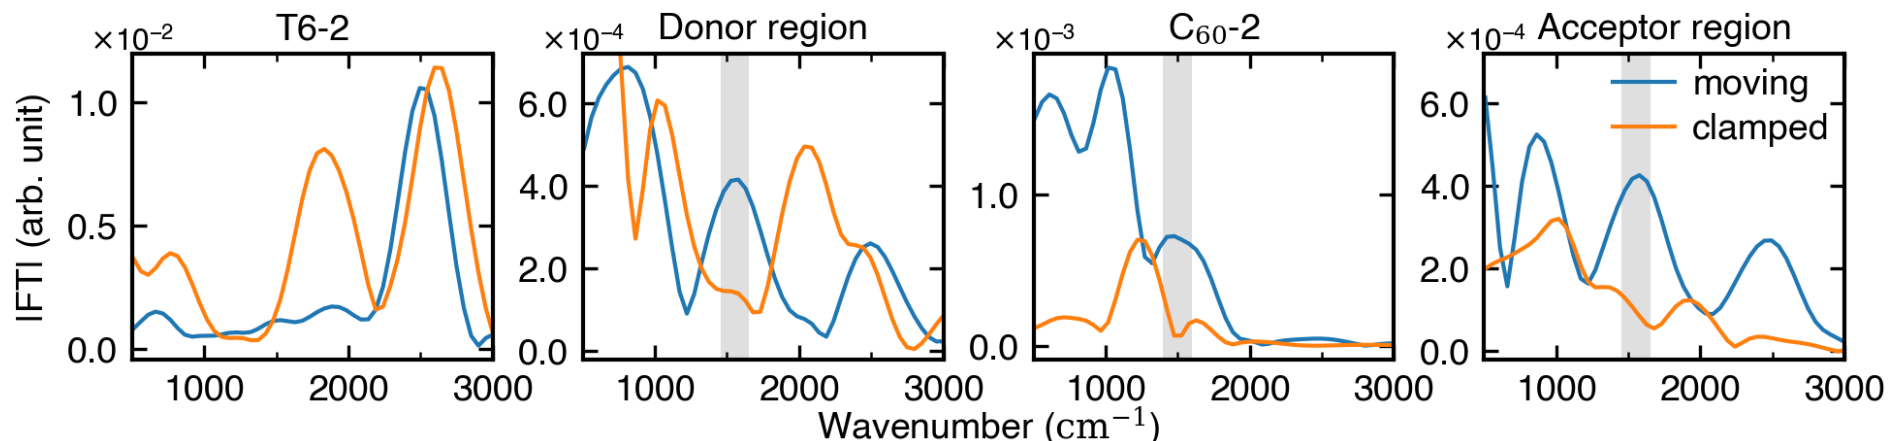 T6-2
Donor region
C₆₀-2
Acceptor region
×10⁻²
×10⁻⁴
×10⁻³
×10⁻⁴
IFTI (arb. unit)
1.0
0.5
0.0
6.0
4.0
2.0
0.0
1.0
0.0
6.0
4.0
2.0
0.0
moving
clamped
1000 2000 3000
1000 2000 3000
1000 2000 3000
1000 2000 3000
Wavenumber (cm⁻¹)